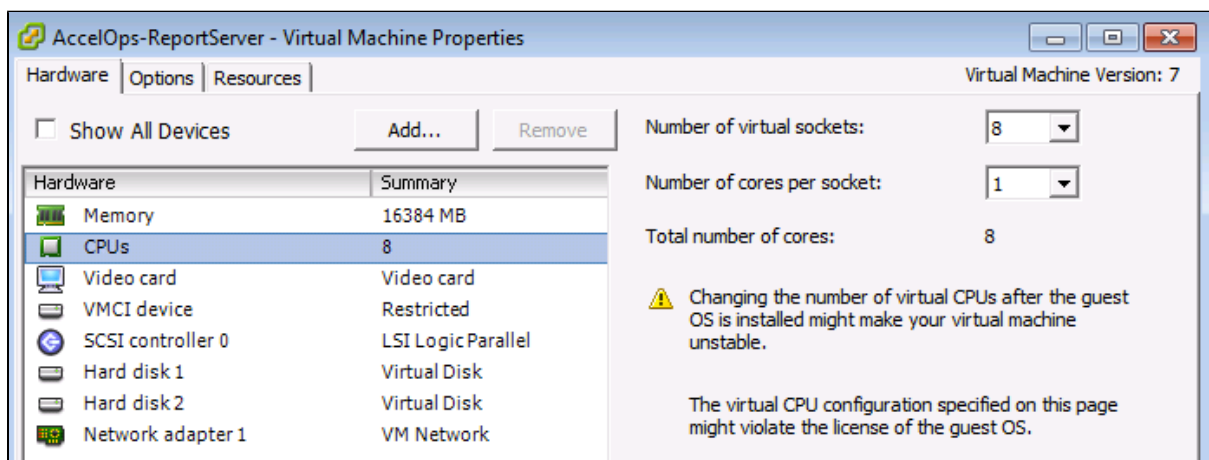 AccelOps-ReportServer - Virtual Machine Properties
Hardware Options Resources Virtual Machine Version: 7
Show All Devices Add... Remove
Hardware Summary
Memory 16384 MB
CPUs 8
Video card Video card
VMCI device Restricted
SCSI controller 0 LSI Logic Parallel
Hard disk 1 Virtual Disk
Hard disk 2 Virtual Disk
Network adapter 1 VM Network
Number of virtual sockets: 8
Number of cores per socket: 1
Total number of cores: 8
Changing the number of virtual CPUs after the guest
OS is installed might make your virtual machine
unstable.
The virtual CPU configuration specified on this page
might violate the license of the guest OS.